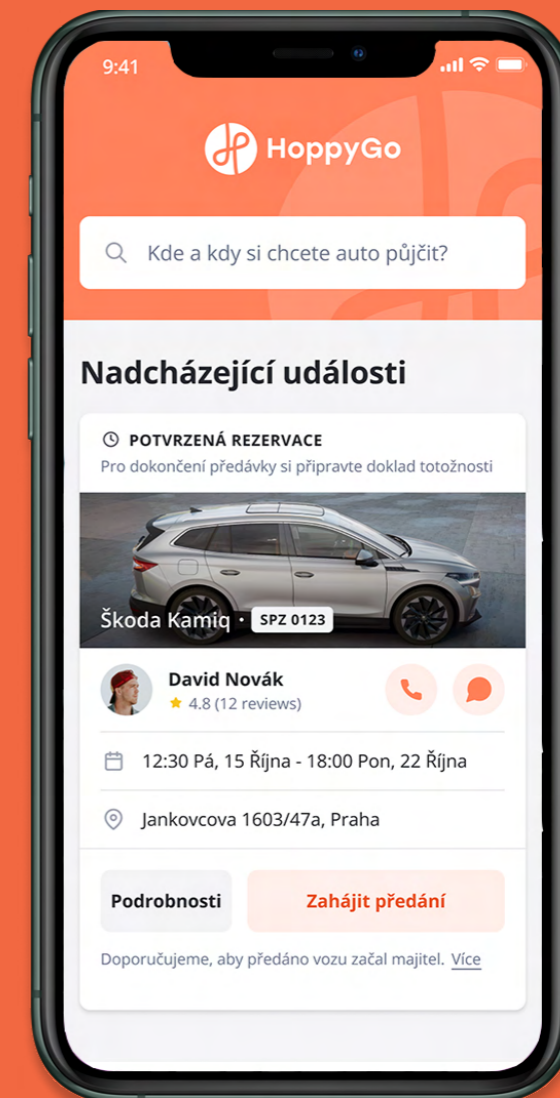 9:41
HoppyGo
Kde a kdy si chcete auto půjčit?
Nadcházející události
POTVRZENÁ REZERVACE
Pro dokončení předávky si připravte doklad totožnosti
Škoda Kamiq · SPZ 0123
David Novák
4.8 (12 reviews)
12:30 Pá, 15 Října - 18:00 Pon, 22 Října
Jankovcova 1603/47a, Praha
Podrobnosti
Zahájit předání
Doporučujeme, aby předáno vozu začal majitel. Více